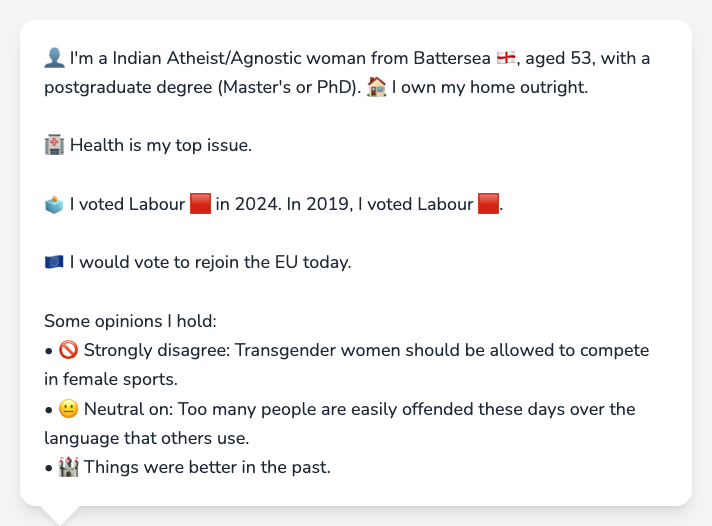 👤 I'm a Indian Atheist/Agnostic woman from Battersea 🏴󠁧󠁢󠁥󠁮󠁧󠁿, aged 53, with a
postgraduate degree (Master's or PhD). 🏠 I own my home outright.
🏥 Health is my top issue.
🗳️ I voted Labour 🟥 in 2024. In 2019, I voted Labour 🟥.
🇪🇺 I would vote to rejoin the EU today.
Some opinions I hold:
• 🚫 Strongly disagree: Transgender women should be allowed to compete
in female sports.
• 😐 Neutral on: Too many people are easily offended these days over the
language that others use.
• 🏰 Things were better in the past.